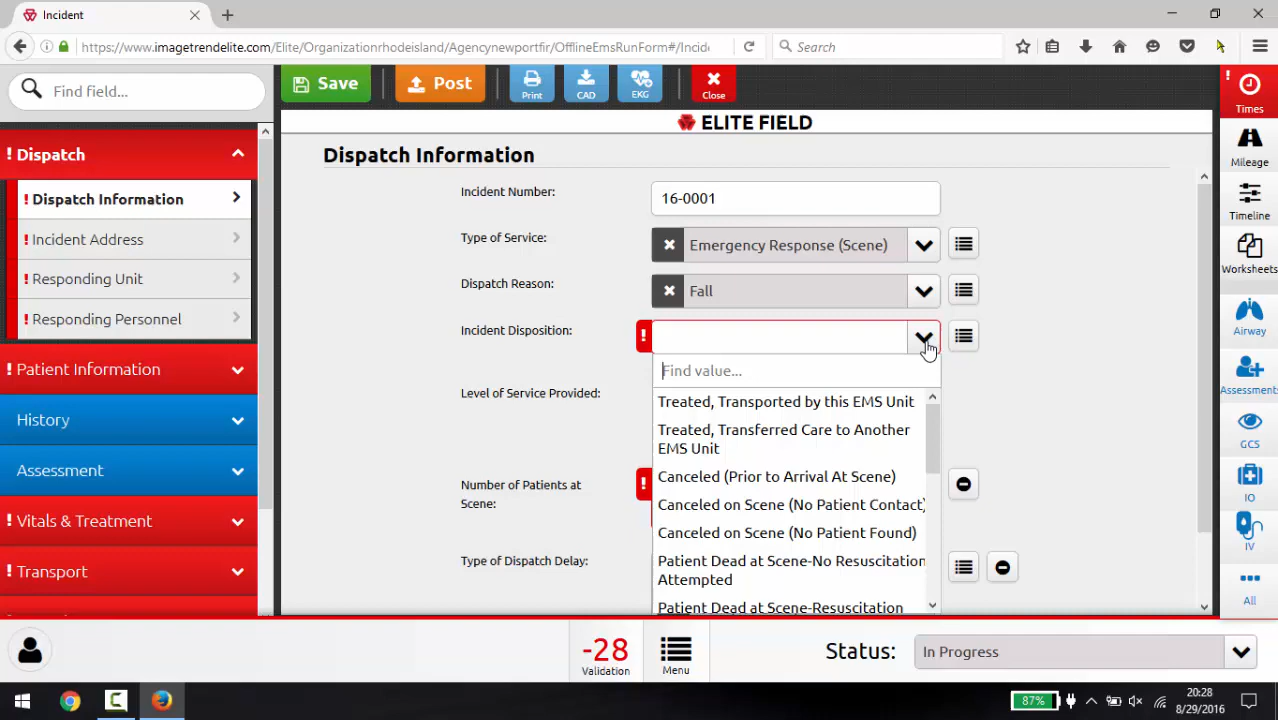 Incident
https://www.imagetrendelite.com/Elite/Organizationrhodeisland/Agencynewportfir/OfflineEmsRunForm#/Incide
Search
Find field...
Save
Post
Print
CAD
EKG
Close
Times
ELITE FIELD
! Dispatch
! Dispatch Information
! Incident Address
! Responding Unit
! Responding Personnel
! Patient Information
History
Assessment
! Vitals & Treatment
! Transport
Dispatch Information
Incident Number:
16-0001
Type of Service:
Emergency Response (Scene)
Dispatch Reason:
Fall
Incident Disposition:
!
Find value...
Treated, Transported by this EMS Unit
Treated, Transferred Care to Another
EMS Unit
Canceled (Prior to Arrival At Scene)
Canceled on Scene (No Patient Contact)
Canceled on Scene (No Patient Found)
Patient Dead at Scene-No Resuscitation
Attempted
Patient Dead at Scene-Resuscitation
Level of Service Provided:
Number of Patients at
Scene:
!
Type of Dispatch Delay:
Mileage
Timeline
Worksheets
Airway
Assessments
GCS
IO
IV
All
-28
Validation
Menu
Status:
In Progress
87%
20:28
8/29/2016